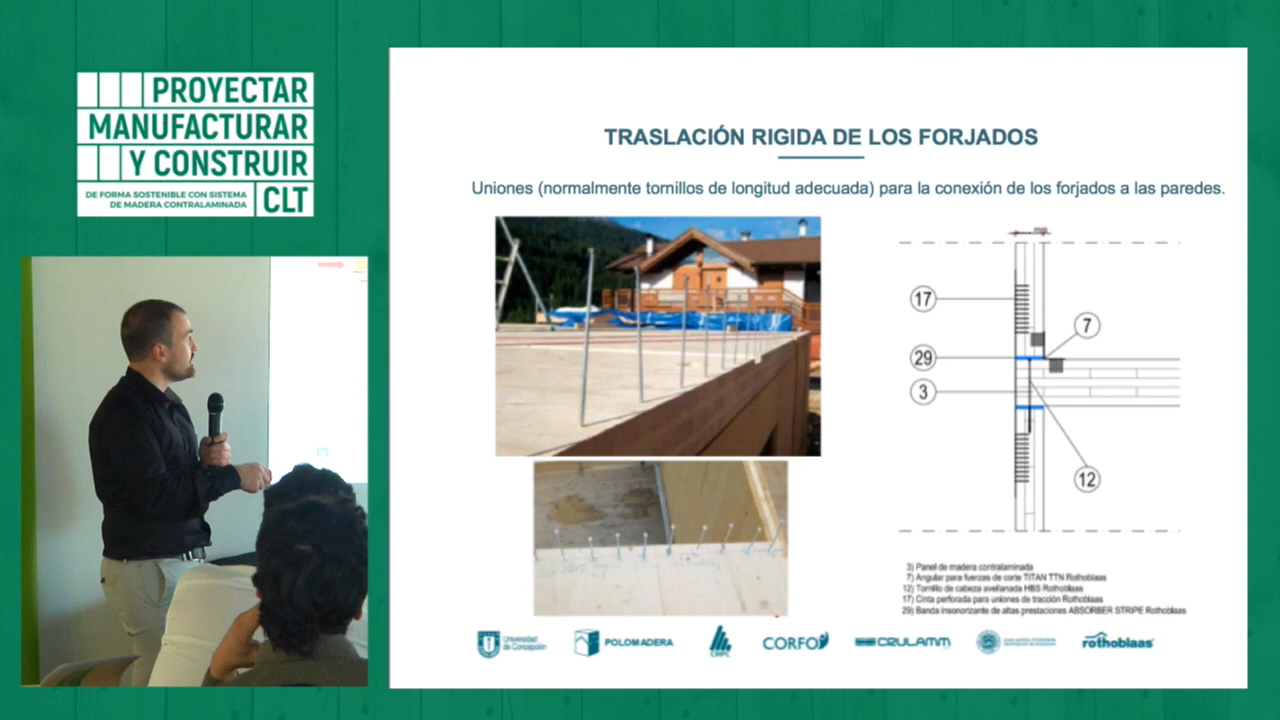 PROYECTAR
MANUFACTURAR
Y CONSTRUIR
DE FORMA SOSTENIBLE CON SISTEMA
DE MADERA CONTRALAMINADA
CLT
TRASLACIÓN RIGIDA DE LOS FORJADOS
Uniones (normalmente tornillos de longitud adecuada) para la conexión de los forjados a las paredes.
17
7
29
3
12
3) Panel de madera contralaminada
7) Angular para fuerzas de corte TITAN TTN Rothoblaas
12) Tornillo de cabeza avellanada HBS Rothoblaas
17) Cinta perforada para uniones de tracción Rothoblaas
29) Banda insonorizante de altas prestaciones ABSORBER STRIPE Rothoblaas
Universidad
de Concepción
POLOMADERA
CMPC
CORFO
CRULAMM
rothoblaas